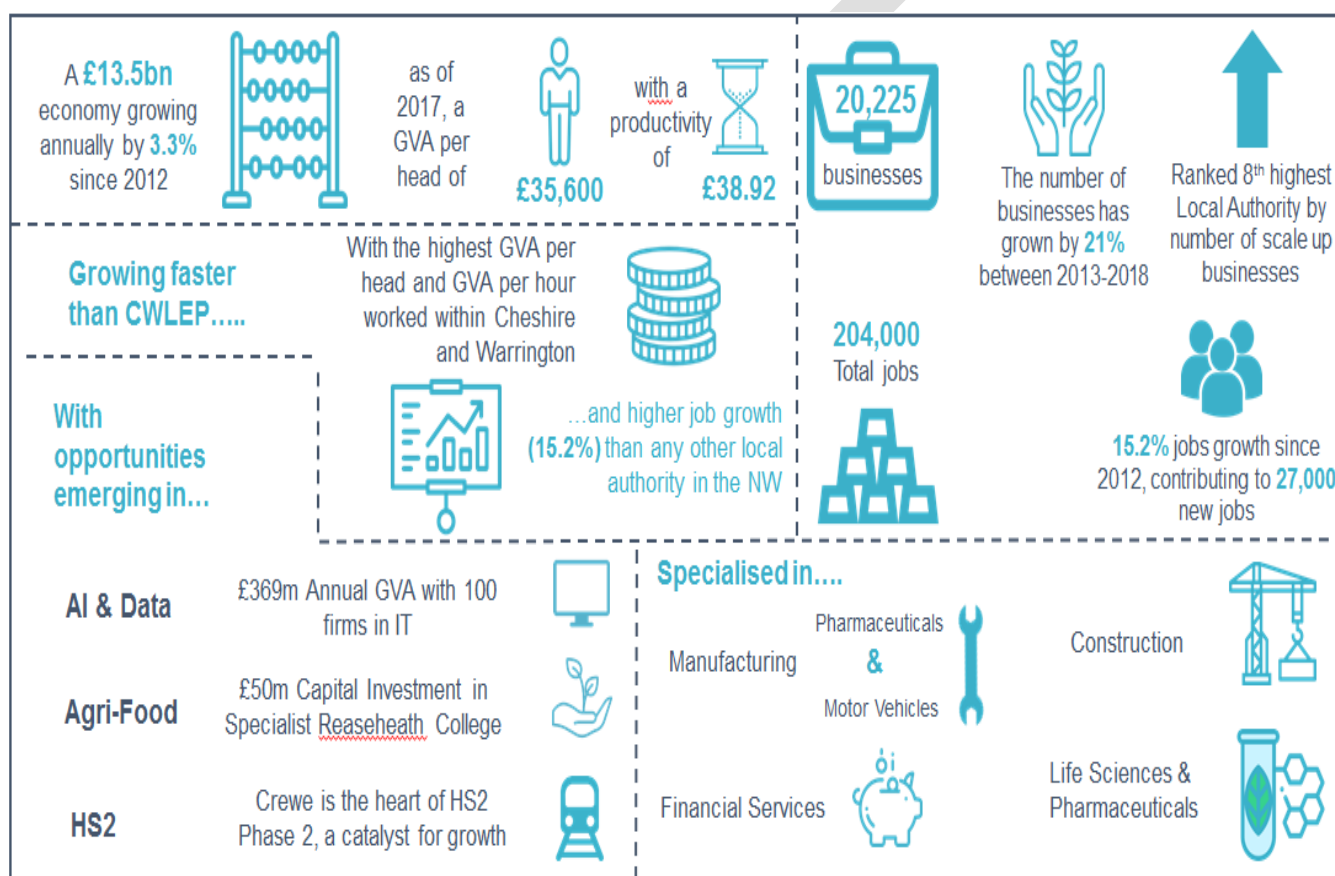 A £13.5bn
economy growing
annually by 3.3%
since 2012
as of
2017, a
GVA per
head of
£35,600
with a
productivity
of
£38.92
20,225
businesses
The number of
businesses has
grown by 21%
between 2013-2018
Ranked 8th highest
Local Authority by
number of scale up
businesses
Growing faster
than CWLEP.....
With the highest GVA per
head and GVA per hour
worked within Cheshire
and Warrington
…and higher job growth
(15.2%) than any other local
authority in the NW
204,000
Total jobs
15.2% jobs growth since
2012, contributing to 27,000
new jobs
With
opportunities
emerging in…
AI & Data
£369m Annual GVA with 100
firms in IT
Agri-Food
£50m Capital Investment in
Specialist Reaseheath College
HS2
Crewe is the heart of HS2
Phase 2, a catalyst for growth
Specialised in….
Manufacturing
Pharmaceuticals
&
Motor Vehicles
Construction
Financial Services
Life Sciences &
Pharmaceuticals